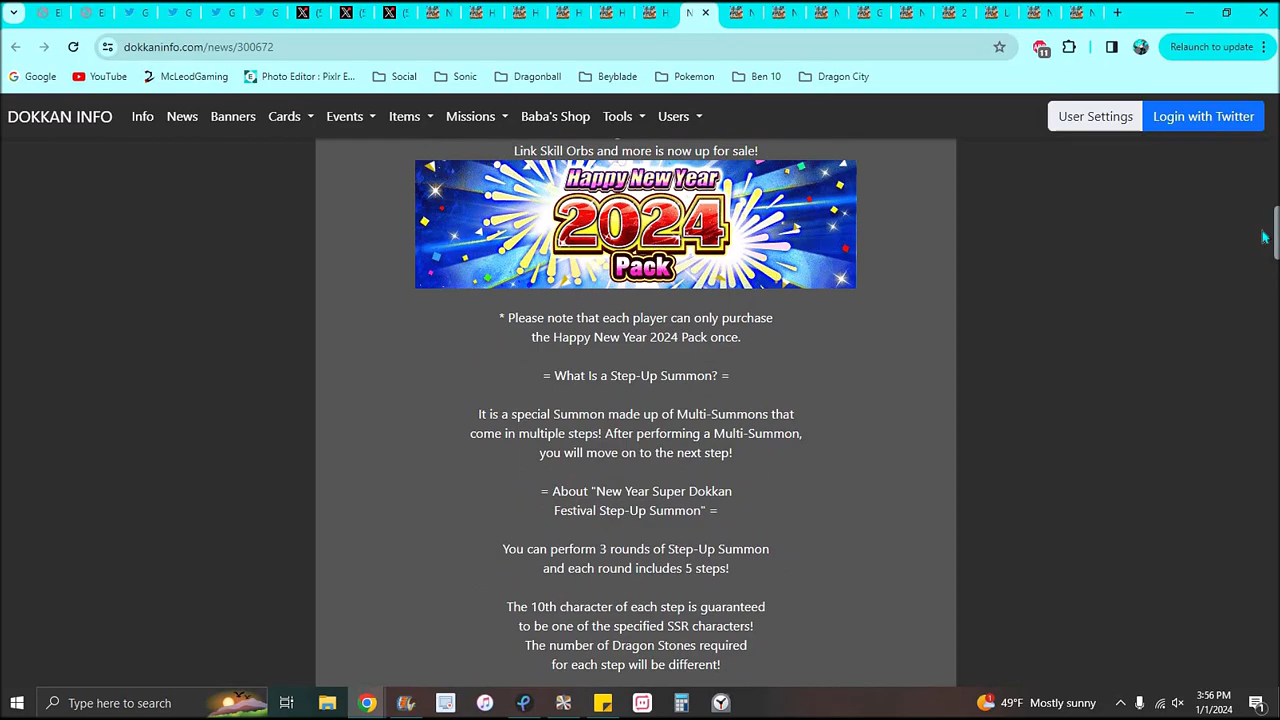 dokkaninfo.com/news/300672
11
Relaunch to update
Google
YouTube
McLeodGaming
Photo Editor : Pixlr E...
Social
Sonic
Dragonball
Beyblade
Pokemon
Ben 10
Dragon City
DOKKAN INFO
Info
News
Banners
Cards
Events
Items
Missions
Baba's Shop
Tools
Users
User Settings
Login with Twitter
Link Skill Orbs and more is now up for sale!
Happy New Year
2024
Pack
* Please note that each player can only purchase
the Happy New Year 2024 Pack once.
= What Is a Step-Up Summon? =
It is a special Summon made up of Multi-Summons that
come in multiple steps! After performing a Multi-Summon,
you will move on to the next step!
= About "New Year Super Dokkan
Festival Step-Up Summon" =
You can perform 3 rounds of Step-Up Summon
and each round includes 5 steps!
The 10th character of each step is guaranteed
to be one of the specified SSR characters!
The number of Dragon Stones required
for each step will be different!
Type here to search
49°F Mostly sunny
3:56 PM
1/1/2024